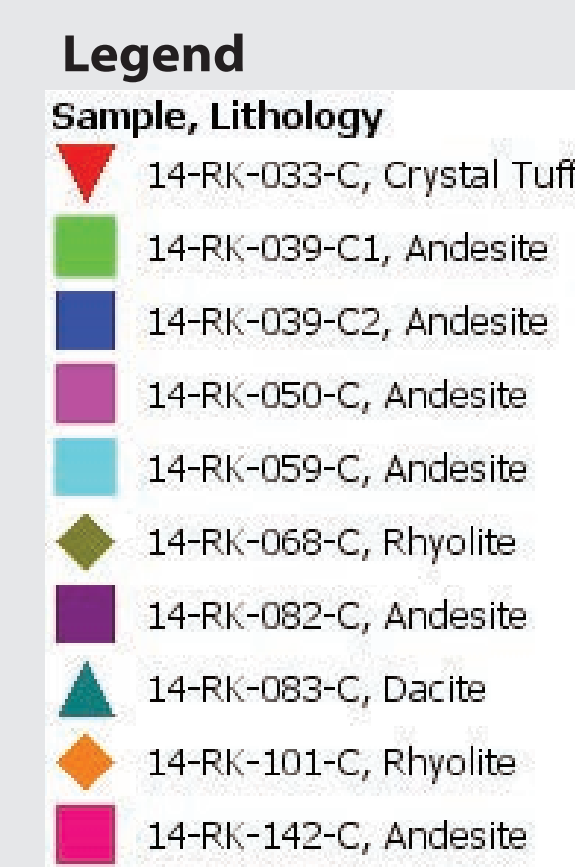 Legend
Sample, Lithology
14-RK-033-C, Crystal Tuff
14-RK-039-C1, Andesite
14-RK-039-C2, Andesite
14-RK-050-C, Andesite
14-RK-059-C, Andesite
14-RK-068-C, Rhyolite
14-RK-082-C, Andesite
14-RK-083-C, Dacite
14-RK-101-C, Rhyolite
14-RK-142-C, Andesite